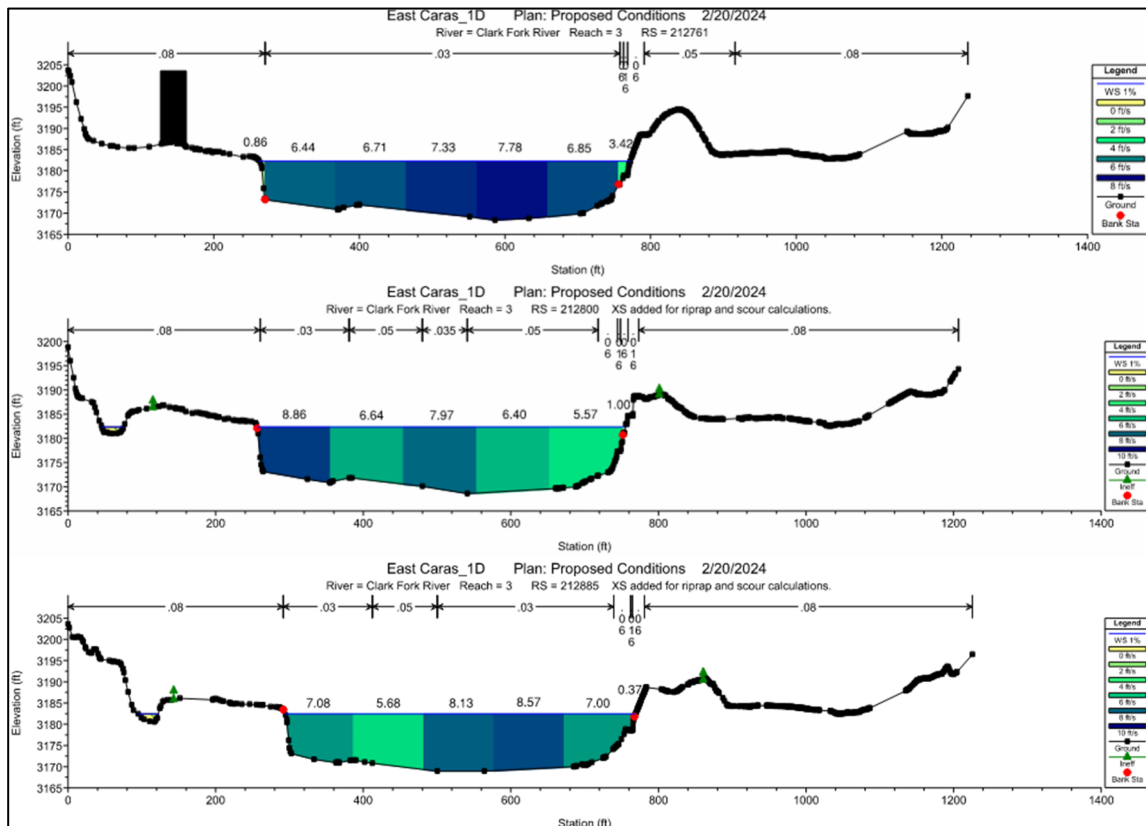 East Caras_1D Plan: Proposed Conditions 2/20/2024
River = Clark Fork River Reach = 3 RS = 212761
.08 .03 .06 .05 .08
Legend
WS 1%
0 ft/s
2 ft/s
4 ft/s
6 ft/s
8 ft/s
Ground
Bank Sta
3205
3200
3195
3190
3185
3180
3175
3170
3165
Elevation (ft)
0.86 6.44 6.71 7.33 7.78 6.85 3.42
0 200 400 600 800 1000 1200 1400
Station (ft)
East Caras_1D Plan: Proposed Conditions 2/20/2024
River = Clark Fork River Reach = 3 RS = 212800 XS added for riprap and scour calculations.
.08 .03 .05 .035 .05 .06 .08
Legend
WS 1%
0 ft/s
2 ft/s
4 ft/s
6 ft/s
8 ft/s
10 ft/s
Ground
Ineff
Bank Sta
3200
3195
3190
3185
3180
3175
3170
3165
Elevation (ft)
8.86 6.64 7.97 6.40 5.57 1.00
0 200 400 600 800 1000 1200 1400
Station (ft)
East Caras_1D Plan: Proposed Conditions 2/20/2024
River = Clark Fork River Reach = 3 RS = 212885 XS added for riprap and scour calculations.
.08 .03 .05 .03 .06 .08
Legend
WS 1%
0 ft/s
2 ft/s
4 ft/s
6 ft/s
8 ft/s
10 ft/s
Ground
Ineff
Bank Sta
3205
3200
3195
3190
3185
3180
3175
3170
3165
Elevation (ft)
7.08 5.68 8.13 8.57 7.00 0.37
0 200 400 600 800 1000 1200 1400
Station (ft)